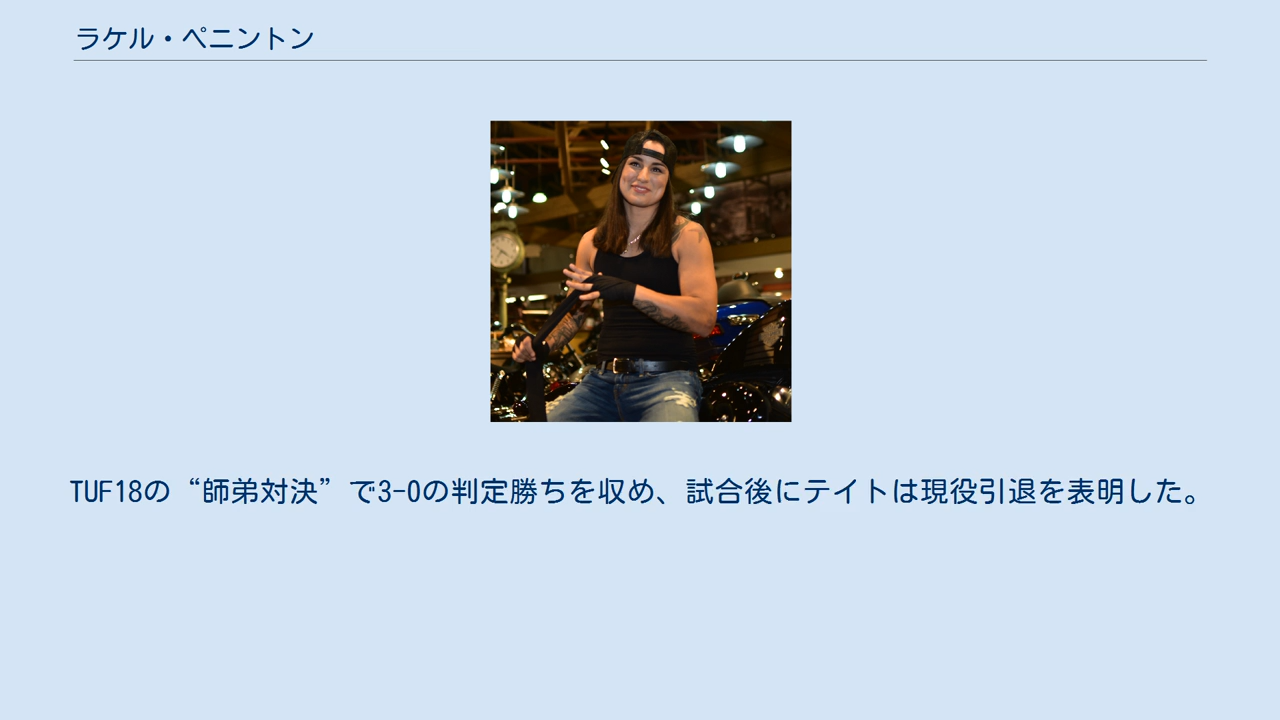 ラケル・ペニントン
TUF18の“師弟対決”で3-0の判定勝ちを収め、試合後にテイトは現役引退を表明した。